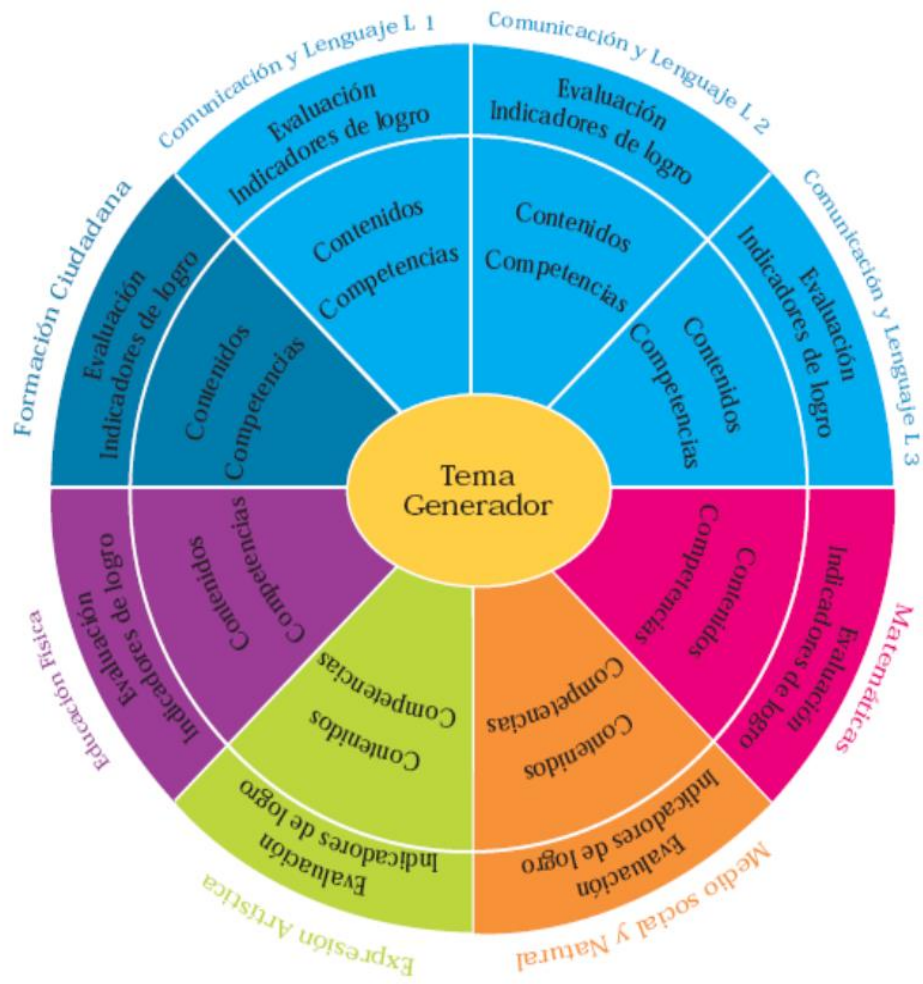 Comunicación y Lenguaje L 1
Evaluación
Indicadores de logro
Contenidos
Competencias
Comunicación y Lenguaje L 2
Evaluación
Indicadores de logro
Contenidos
Competencias
Comunicación y Lenguaje L 3
Evaluación
Indicadores de logro
Contenidos
Competencias
Matemáticas
Evaluación
Indicadores de logro
Contenidos
Competencias
Medio social y Natural
Evaluación
Indicadores de logro
Contenidos
Competencias
Expresión Artística
Evaluación
Indicadores de logro
Contenidos
Competencias
Educación Física
Evaluación
Indicadores de logro
Contenidos
Competencias
Formación Ciudadana
Evaluación
Indicadores de logro
Contenidos
Competencias
Tema
Generador